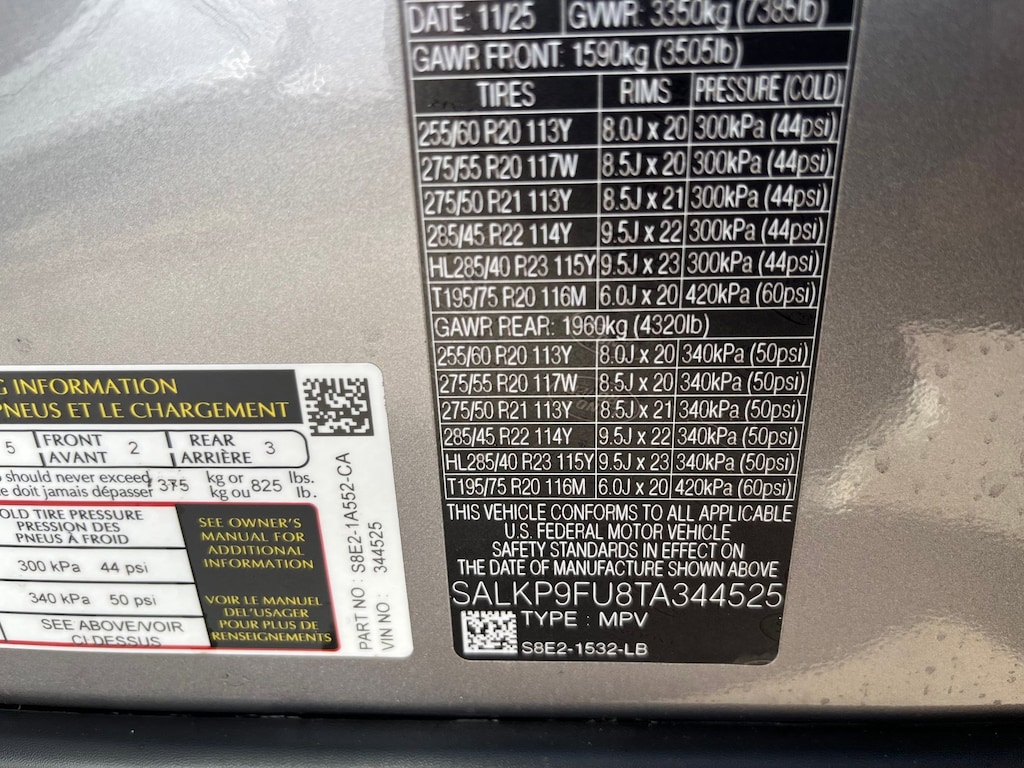 DATE: 11/25 GVWR: 3350kg (7385lb)
GAWR FRONT: 1590kg (3505lb)
TIRES RIMS PRESSURE (COLD)
255/60 R20 113Y 8.0J x 20 300kPa (44psi)
275/55 R20 117W 8.5J x 20 300kPa (44psi)
275/50 R21 113Y 8.5J x 21 300kPa (44psi)
285/45 R22 114Y 9.5J x 22 300kPa (44psi)
HL285/40 R23 115Y 9.5J x 23 300kPa (44psi)
T195/75 R20 116M 6.0J x 20 420kPa (60psi)
GAWR REAR: 1960kg (4320lb)
255/60 R20 113Y 8.0J x 20 340kPa (50psi)
275/55 R20 117W 8.5J x 20 340kPa (50psi)
275/50 R21 113Y 8.5J x 21 340kPa (50psi)
285/45 R22 114Y 9.5J x 22 340kPa (50psi)
HL285/40 R23 115Y 9.5J x 23 340kPa (50psi)
T195/75 R20 116M 6.0J x 20 420kPa (60psi)
THIS VEHICLE CONFORMS TO ALL APPLICABLE
U.S. FEDERAL MOTOR VEHICLE
SAFETY STANDARDS IN EFFECT ON
THE DATE OF MANUFACTURE SHOWN ABOVE
SALKP9FU8TA344525
TYPE : MPV
S8E2-1532-LB
G INFORMATION
PNEUS ET LE CHARGEMENT
5 FRONT 2 REAR 3
AVANT ARRIÈRE
should never exceed 375 kg or 825 lbs.
doit jamais dépasser kg ou lb.
OLD TIRE PRESSURE
PRESSION DES
PNEUS À FROID
300 kPa 44 psi
340 kPa 50 psi
SEE ABOVE/VOIR
CI-DESSUS
SEE OWNER'S
MANUAL FOR
ADDITIONAL
INFORMATION
VOIR LE MANUEL
DEL'USAGER
POUR PLUS DE
RENSEIGNEMENTS
PART NO : S8E2-1A552-CA
VIN NO : 344525